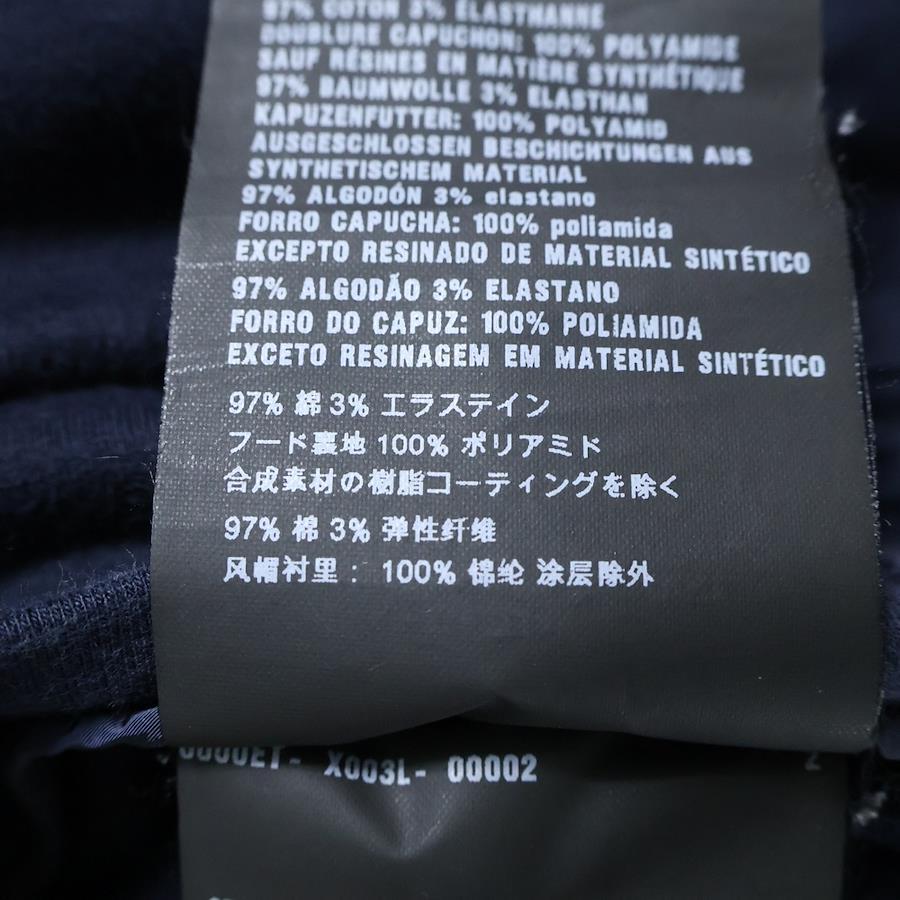 97% COTON 3% ELASTHANNE
DOUBLURE CAPUCHON: 100% POLYAMIDE
SAUF RÉSINES EN MATIÈRE SYNTHÉTIQUE
97% BAUMWOLLE 3% ELASTHAN
KAPUZENFUTTER: 100% POLYAMID
AUSGESCHLOSSEN BESCHICHTUNGEN AUS
SYNTHETISCHEM MATERIAL
97% ALGODÓN 3% elastano
FORRO CAPUCHA: 100% poliamida
EXCEPTO RESINADO DE MATERIAL SINTÉTICO
97% ALGODÃO 3% ELASTANO
FORRO DO CAPUZ: 100% POLIAMIDA
EXCETO RESINAGEM EM MATERIAL SINTÉTICO
97% 綿 3% エラステイン
フード裏地 100% ポリアミド
合成素材の樹脂コーティングを除く
97% 棉 3% 弹性纤维
风帽衬里： 100% 锦纶 涂层除外
X003L- 00002